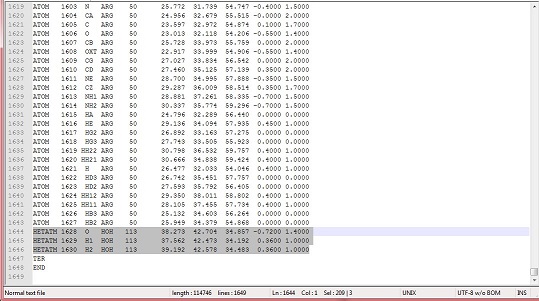 1619 ATOM 1603 N ARG 50 25.772 31.739 54.747 -0.4000 1.5000
1620 ATOM 1604 CA ARG 50 24.956 32.679 55.515 -0.0000 2.0000
1621 ATOM 1605 C ARG 50 23.597 32.972 54.874 0.1000 1.7000
1622 ATOM 1606 O ARG 50 23.013 32.118 54.206 -0.5500 1.4000
1623 ATOM 1607 CB ARG 50 25.728 33.973 55.759 0.0000 2.0000
1624 ATOM 1608 OXT ARG 50 22.917 33.999 54.906 -0.5500 1.4000
1625 ATOM 1609 CG ARG 50 27.027 33.834 56.542 0.0000 2.0000
1626 ATOM 1610 CD ARG 50 27.460 35.125 57.139 0.3500 2.0000
1627 ATOM 1611 NE ARG 50 28.700 34.995 57.888 -0.3500 1.5000
1628 ATOM 1612 CZ ARG 50 29.287 36.009 58.514 0.3500 1.7000
1629 ATOM 1613 NH1 ARG 50 28.881 37.261 58.335 -0.7000 1.5000
1630 ATOM 1614 NH2 ARG 50 30.337 35.774 59.296 -0.7000 1.5000
1631 ATOM 1615 HA ARG 50 24.796 32.289 56.440 0.0000 0.0000
1632 ATOM 1616 HE ARG 50 29.136 34.094 57.935 0.4500 1.0000
1633 ATOM 1617 HG2 ARG 50 26.892 33.163 57.275 0.0000 0.0000
1634 ATOM 1618 HG3 ARG 50 27.743 33.505 55.923 0.0000 0.0000
1635 ATOM 1619 HH22 ARG 50 30.798 36.532 59.757 0.4000 1.0000
1636 ATOM 1620 HH21 ARG 50 30.666 34.838 59.424 0.4000 1.0000
1637 ATOM 1621 H ARG 50 26.477 32.033 54.046 0.4000 1.0000
1638 ATOM 1622 HD3 ARG 50 26.742 35.451 57.757 0.0000 0.0000
1639 ATOM 1623 HD2 ARG 50 27.593 35.792 56.405 0.0000 0.0000
1640 ATOM 1624 HH12 ARG 50 29.350 38.011 58.802 0.4000 1.0000
1641 ATOM 1625 HH11 ARG 50 28.105 37.455 57.734 0.4000 1.0000
1642 ATOM 1626 HB3 ARG 50 25.132 34.603 56.264 0.0000 0.0000
1643 ATOM 1627 HB2 ARG 50 25.949 34.379 54.868 0.0000 0.0000
1644 HETATM 1628 O HOH 113 38.273 42.704 34.857 -0.7200 1.4000
1645 HETATM 1629 H1 HOH 113 37.562 42.473 34.192 0.3600 1.0000
1646 HETATM 1630 H2 HOH 113 39.192 42.578 34.483 0.3600 1.0000
1647 TER
1648 END
1649
Normal text file length : 114746 lines : 1649 Ln : 1644 Col : 1 Sel : 209 | 3 UNIX UTF-8 w/o BOM INS